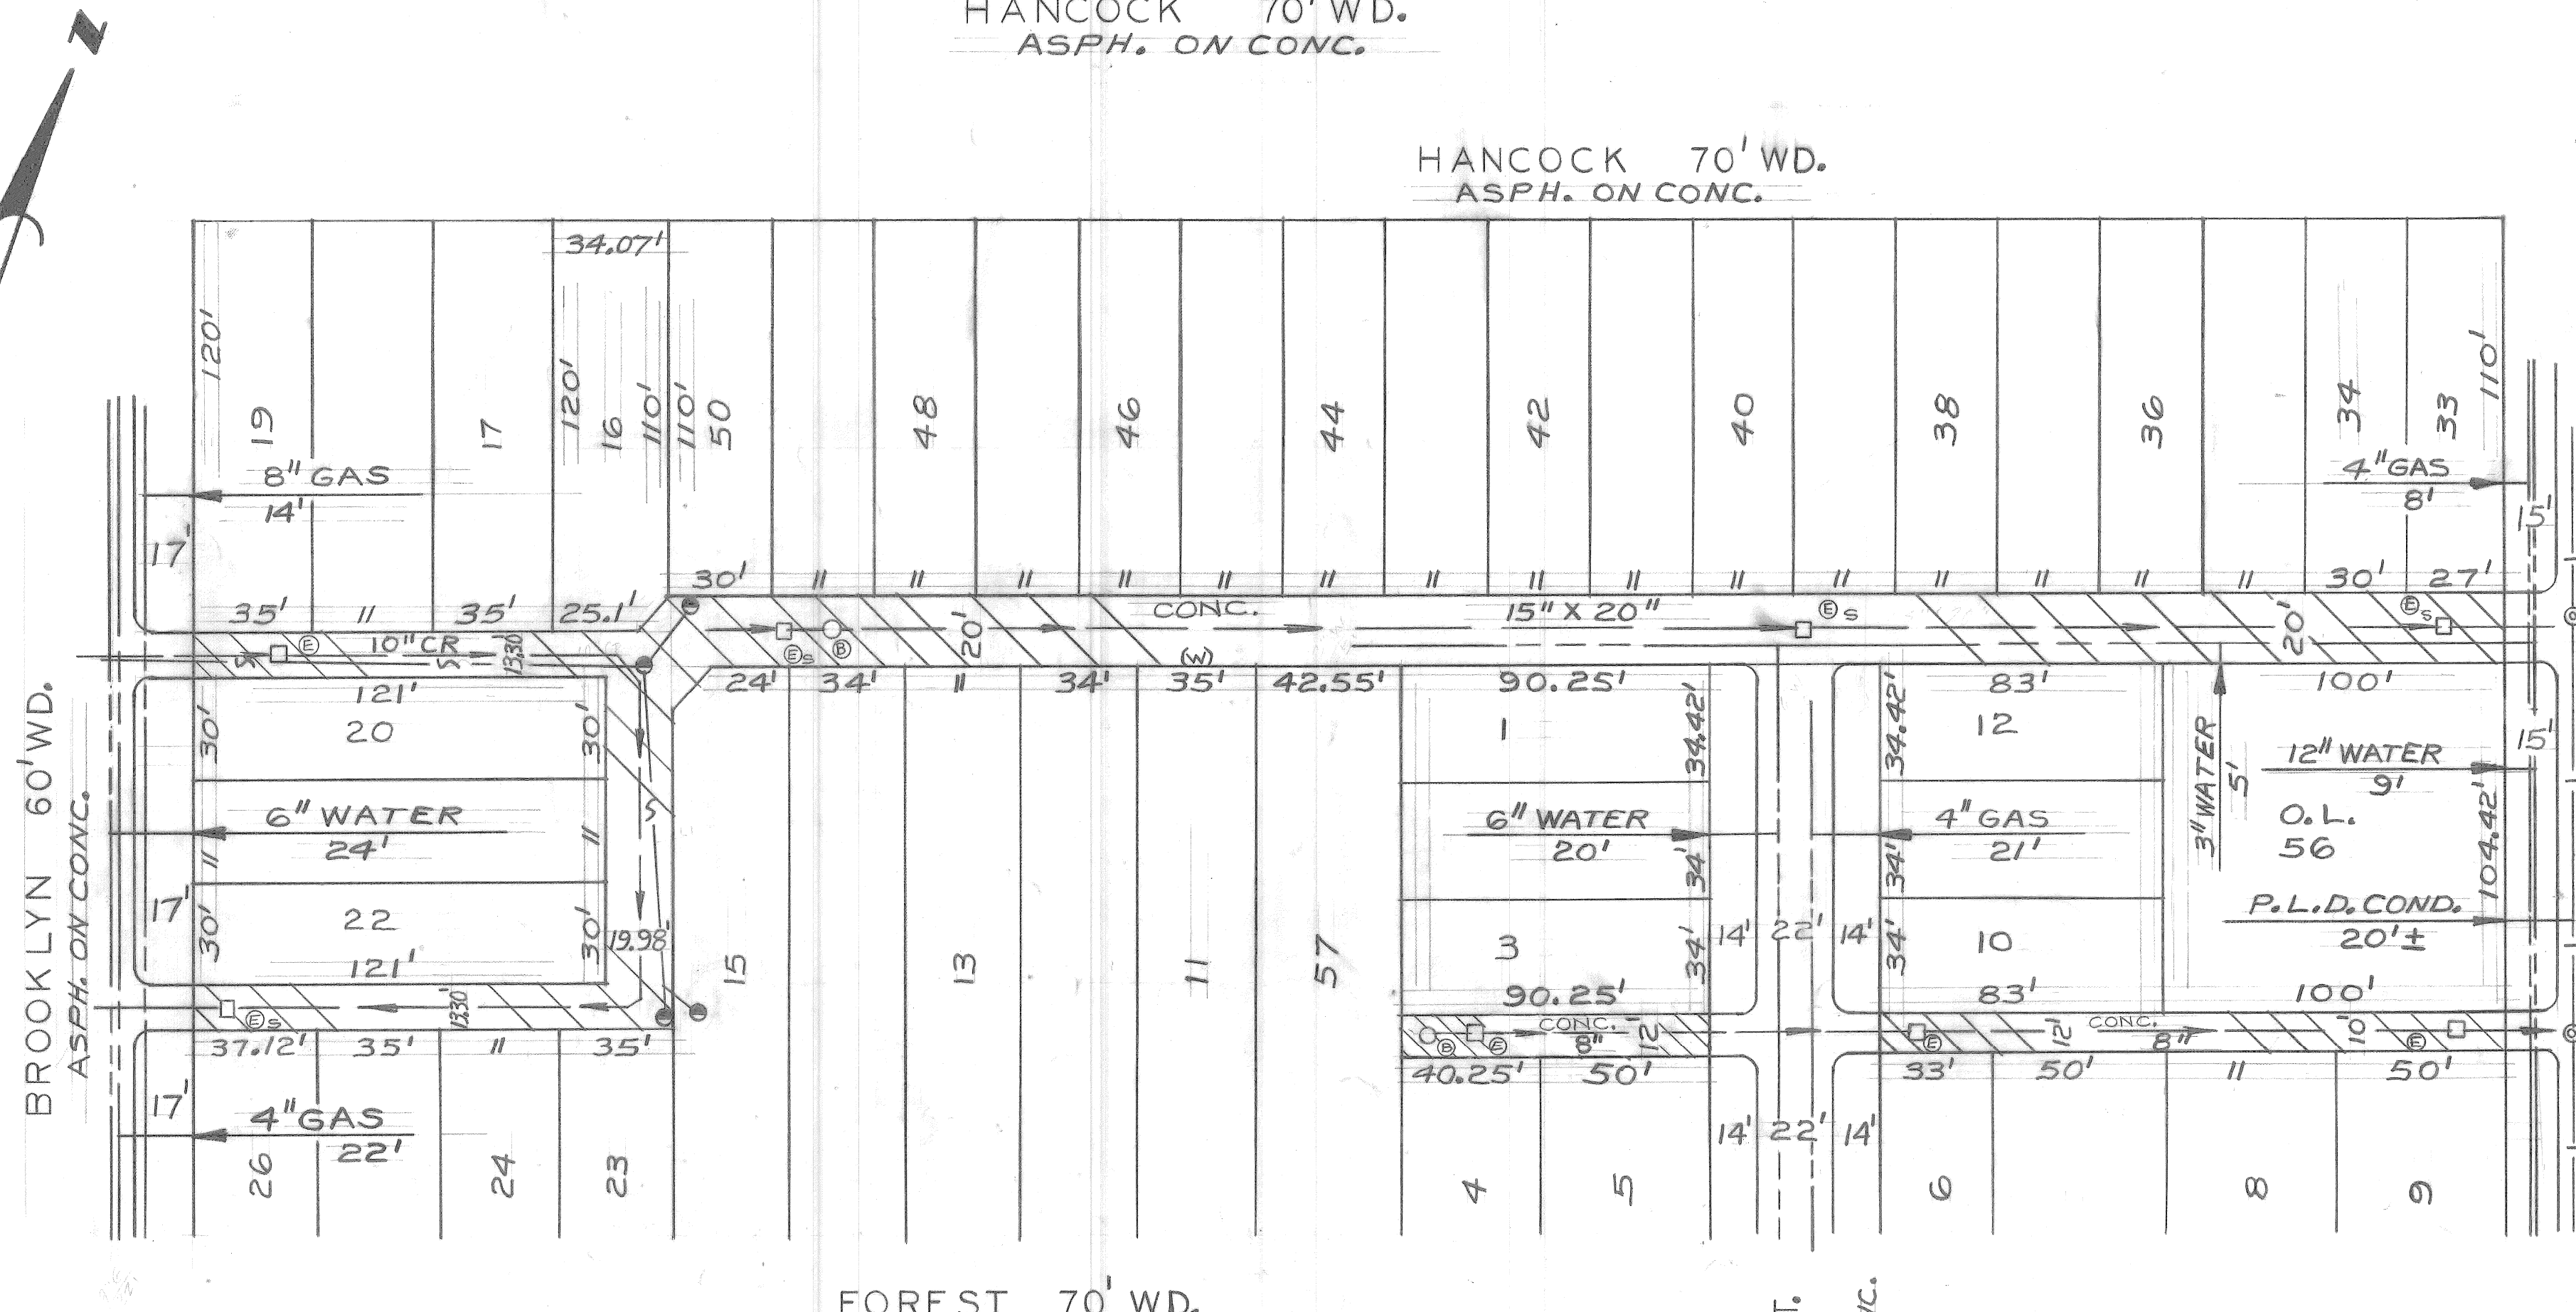 HANCOCK 70' WD.
ASPH. ON CONC.
N
HANCOCK 70' WD.
ASPH. ON CONC.
34.07'
120'
19
17
120'
16
110'
110'
50
48
46
44
42
40
38
36
34
33
110'
8" GAS
14'
4" GAS
8'
17'
15'
35' " 35' 25.1'
30' " " " " " " " " " " " " " " " 30' 27'
10" CR
S
S
13.30'
E
CONC.
15" X 20"
20'
20'
E S
B
(W)
E S
E S
24' 34' " 34' 35' 42.55' 90.25' 83' 100'
121'
20
30'
30'
6" WATER
24'
"
"
22
30'
30'
121'
S
19.98'
17'
BROOKLYN 60' WD.
ASPH. ON CONC.
15
13
11
57
1
34.42'
6" WATER
20'
34'
3
34'
90.25'
14' 22' 14'
34.42'
12
4" GAS
21'
34'
10
34'
83'
3" WATER
5'
12" WATER
9'
15'
O.L.
56
104.42'
P.L.D. COND.
20'±
100'
13.30'
E S
37.12' 35' " 35'
B
E
CONC.
8"
12'
E
12'
CONC.
8"
10'
E
40.25' 50'
33' 50' " 50'
17'
4" GAS
22'
26
24
23
4
5
14' 22' 14'
6
8
9
FOREST 70' WD.
T.
NC.